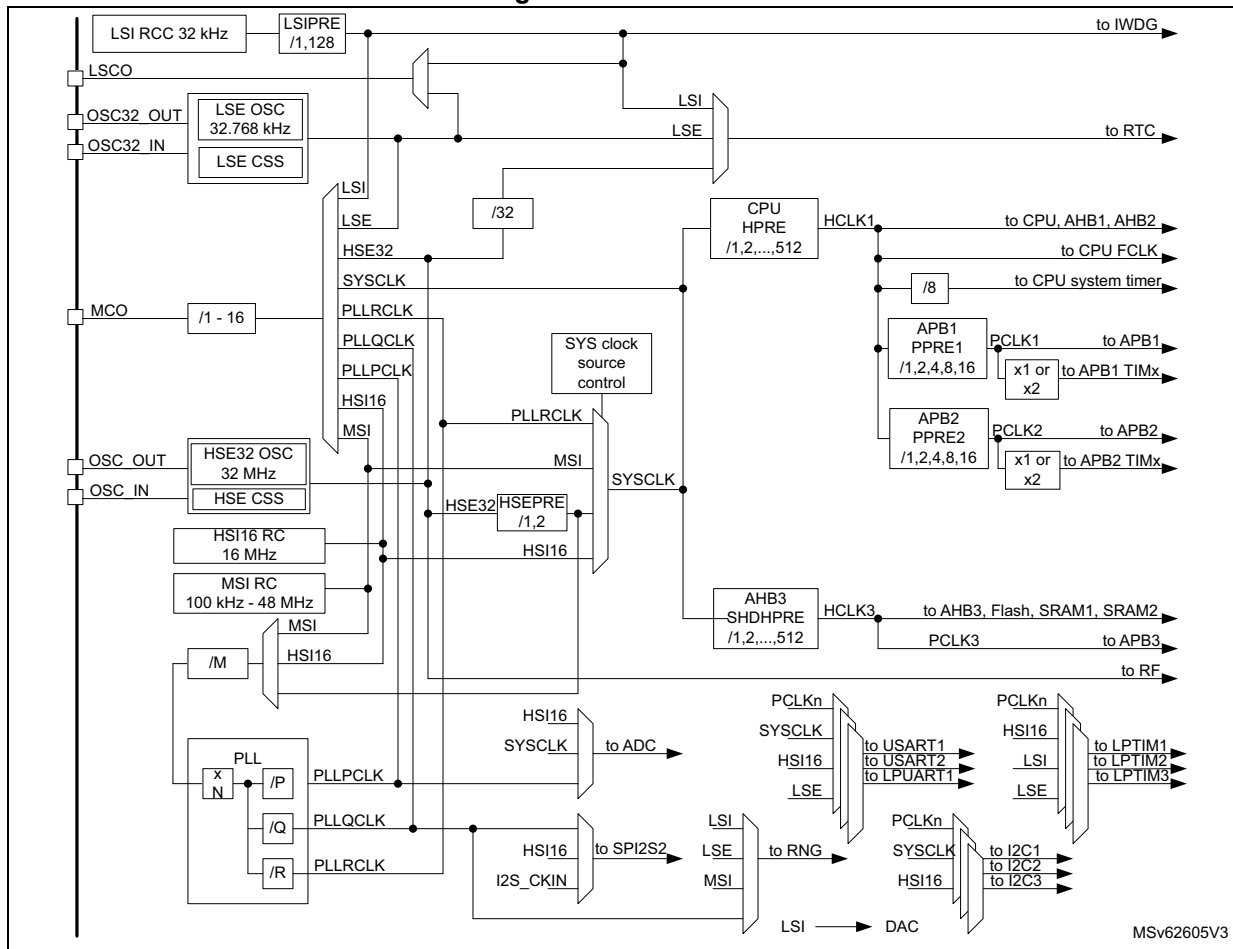 LSI RCC 32 kHz
LSIPRE
/1,128
to IWDG
LSCO
OSC32_OUT
LSE OSC
32.768 kHz
LSI
LSE
to RTC
OSC32_IN
LSE CSS
LSI
LSE
HSE32
SYSCLK
PLLRCLK
PLLQCLK
PLLPCLK
HSI16
MSI
/32
CPU
HPRE
/1,2,...,512
HCLK1
to CPU, AHB1, AHB2
to CPU FCLK
/8
to CPU system timer
MCO
/1 - 16
SYS clock
source
control
APB1
PPRE1
/1,2,4,8,16
PCLK1
to APB1
x1 or
x2
to APB1 TIMx
APB2
PPRE2
/1,2,4,8,16
PCLK2
to APB2
x1 or
x2
to APB2 TIMx
PLLRCLK
MSI
HSE32
HSEPRE
/1,2
HSI16
SYSCLK
OSC_OUT
HSE32 OSC
32 MHz
OSC_IN
HSE CSS
HSI16 RC
16 MHz
MSI RC
100 kHz - 48 MHz
AHB3
SHDHPRE
/1,2,...,512
HCLK3
to AHB3, Flash, SRAM1, SRAM2
PCLK3
to APB3
to RF
MSI
HSI16
/M
PLL
x
N
/P
PLLPCLK
/Q
PLLQCLK
/R
PLLRCLK
HSI16
SYSCLK
to ADC
HSI16
I2S_CKIN
to SPI2S2
LSI
LSE
MSI
to RNG
PCLKn
SYSCLK
HSI16
LSE
to USART1
to USART2
to LPUART1
PCLKn
HSI16
LSI
LSE
to LPTIM1
to LPTIM2
to LPTIM3
PCLKn
SYSCLK
HSI16
to I2C1
to I2C2
to I2C3
LSI
DAC
MSv62605V3